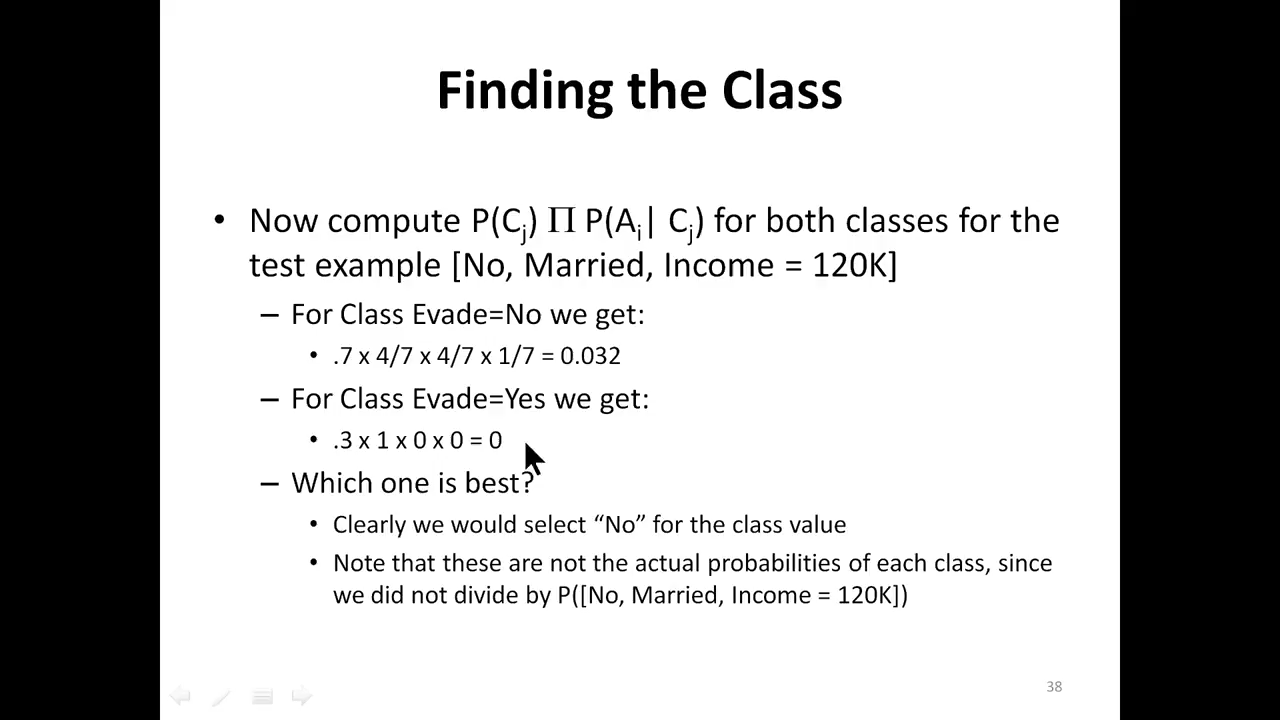 Finding the Class
• Now compute P(Cj) Π P(Ai| Cj) for both classes for the
test example [No, Married, Income = 120K]
– For Class Evade=No we get:
• .7 x 4/7 x 4/7 x 1/7 = 0.032
– For Class Evade=Yes we get:
• .3 x 1 x 0 x 0 = 0
– Which one is best?
• Clearly we would select “No” for the class value
• Note that these are not the actual probabilities of each class, since
we did not divide by P([No, Married, Income = 120K])
38